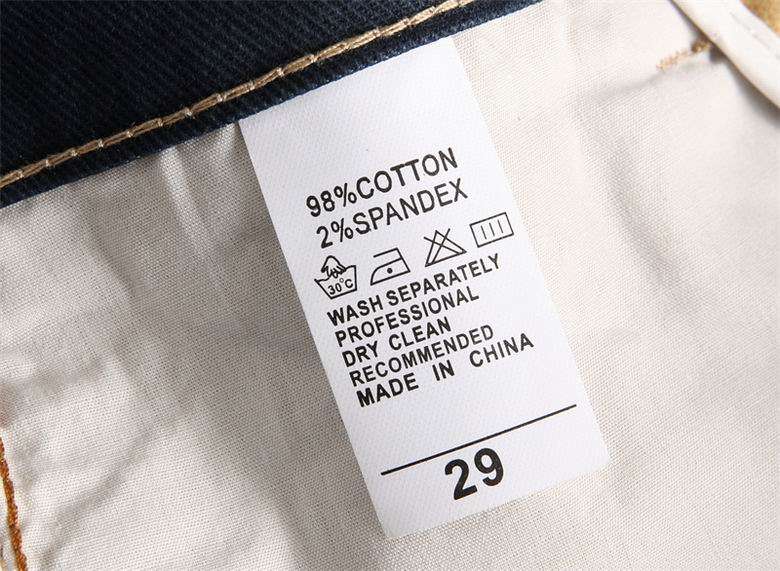 98%COTTON
2%SPANDEX
30°C
WASH SEPARATELY
PROFESSIONAL
DRY CLEAN
RECOMMENDED
MADE IN CHINA
29